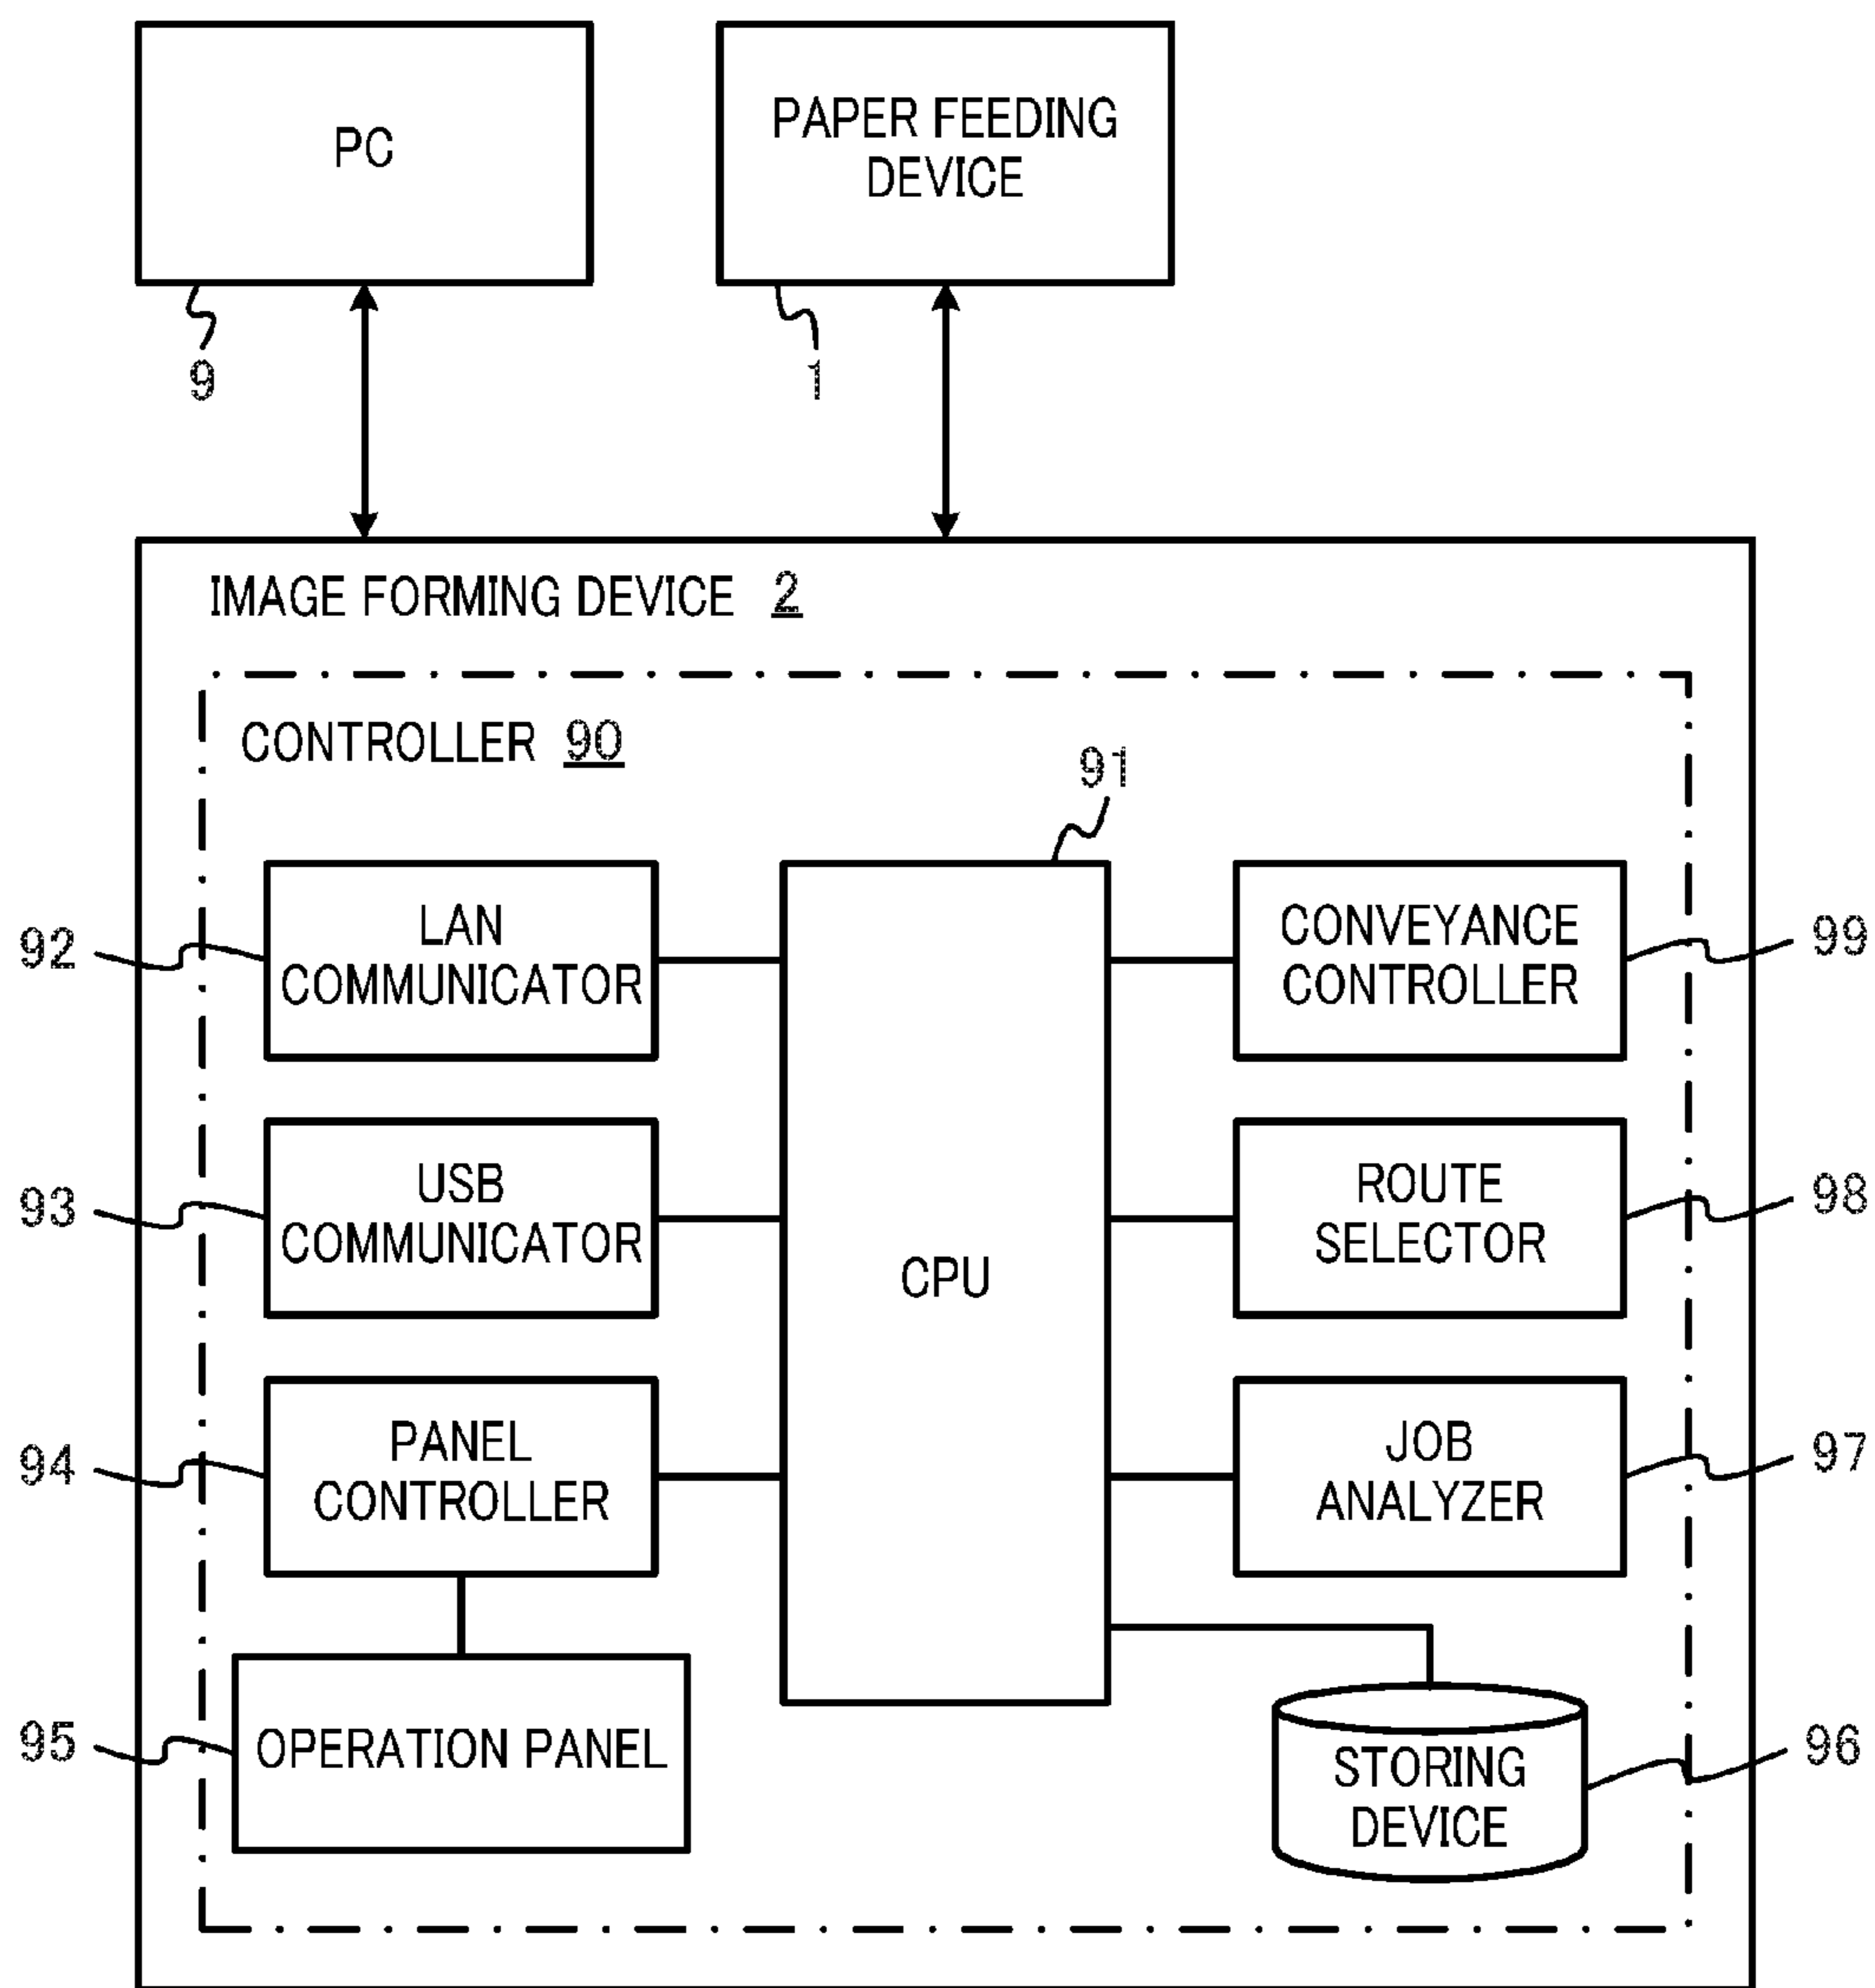 PC
PAPER FEEDING
DEVICE
9
1
IMAGE FORMING DEVICE 2
CONTROLLER 90
91
92
LAN
COMMUNICATOR
CONVEYANCE
CONTROLLER
99
93
USB
COMMUNICATOR
CPU
ROUTE
SELECTOR
98
94
PANEL
CONTROLLER
JOB
ANALYZER
97
95
OPERATION PANEL
STORING
DEVICE
96